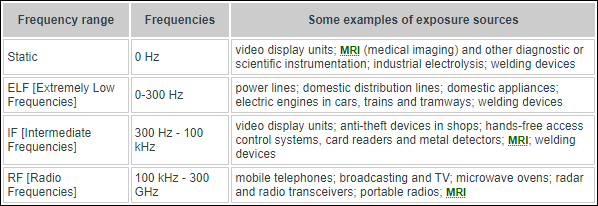 Frequency range Frequencies Some examples of exposure sources
Static 0 Hz video display units; MRI (medical imaging) and other diagnostic or
scientific instrumentation; industrial electrolysis; welding devices
ELF [Extremely Low
Frequencies] 0-300 Hz power lines; domestic distribution lines; domestic appliances;
electric engines in cars, trains and tramways; welding devices
IF [Intermediate
Frequencies] 300 Hz - 100
kHz video display units; anti-theft devices in shops; hands-free access
control systems, card readers and metal detectors; MRI; welding
devices
RF [Radio
Frequencies] 100 kHz - 300
GHz mobile telephones; broadcasting and TV; microwave ovens; radar
and radio transceivers; portable radios; MRI